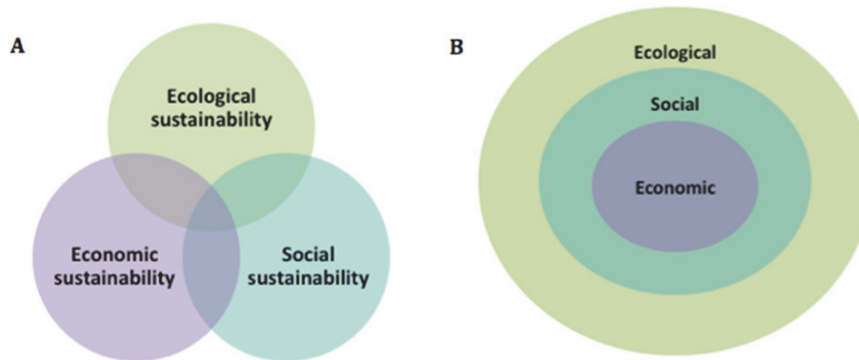 A
Ecological
sustainability
Economic
sustainability
Social
sustainability
B
Ecological
Social
Economic